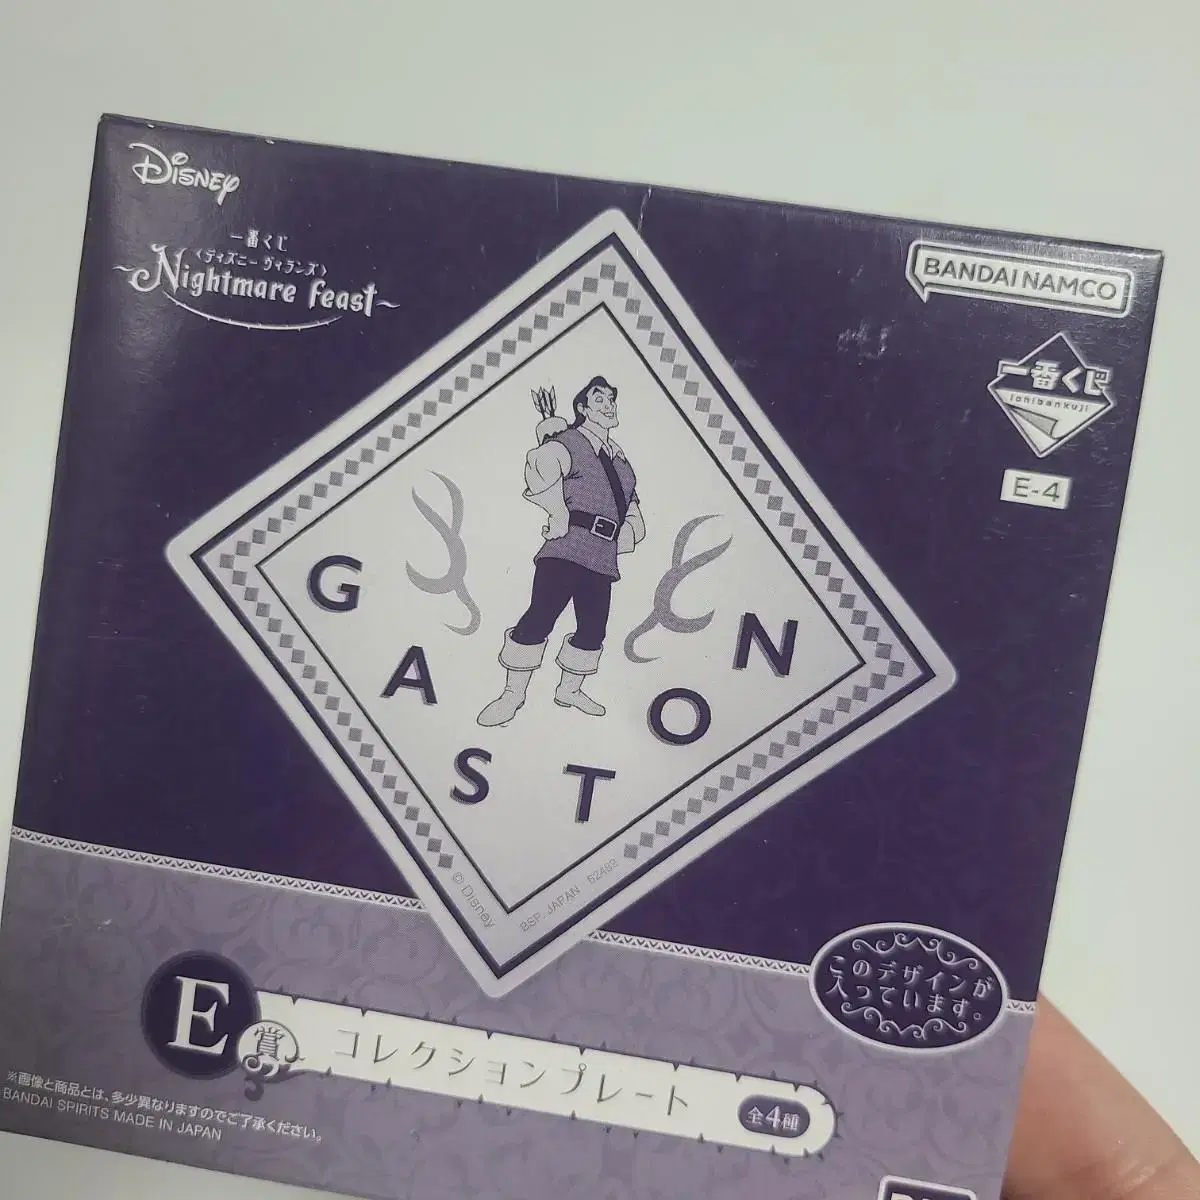 Disney
一番くじ
〈ディズニー ヴィランズ〉
~Nightmare Feast~
BANDAI NAMCO
一番くじ
ichibankuji
E-4
GASTON
© Disney
BSP, JAPAN 62482
このデザインが
入っています。
E賞 コレクションプレート 全4種
※画像と商品とは、多少異なりますのでご了承ください。
BANDAI SPIRITS MADE IN JAPAN